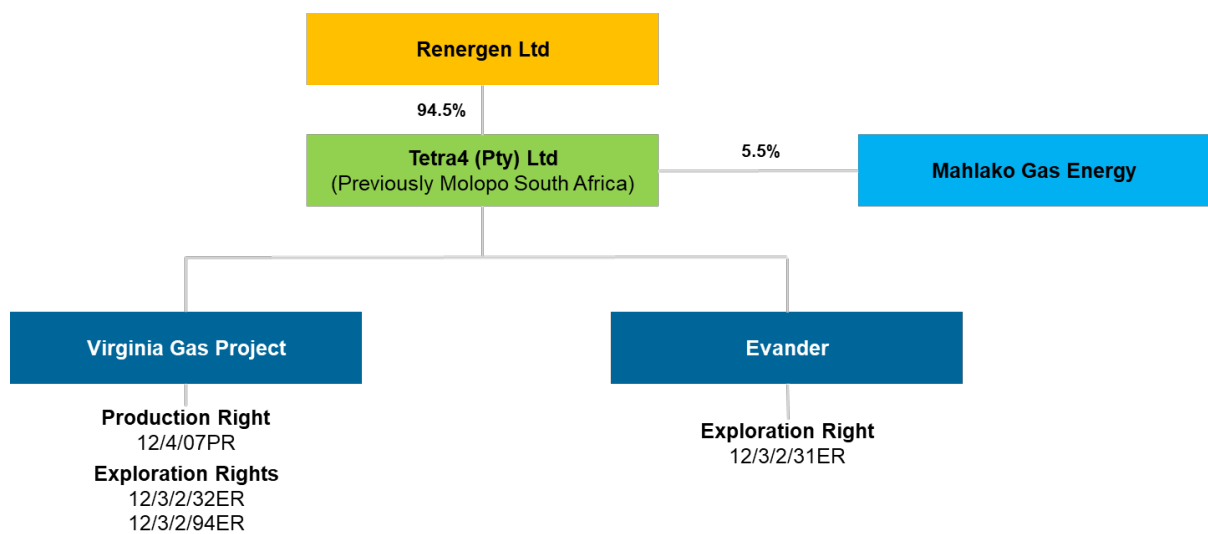 Renergen Ltd
94.5%
Tetra4 (Pty) Ltd
(Previously Molopo South Africa)
5.5%
Mahlako Gas Energy
Virginia Gas Project
Evander
Production Right
12/4/07PR
Exploration Rights
12/3/2/32ER
12/3/2/94ER
Exploration Right
12/3/2/31ER